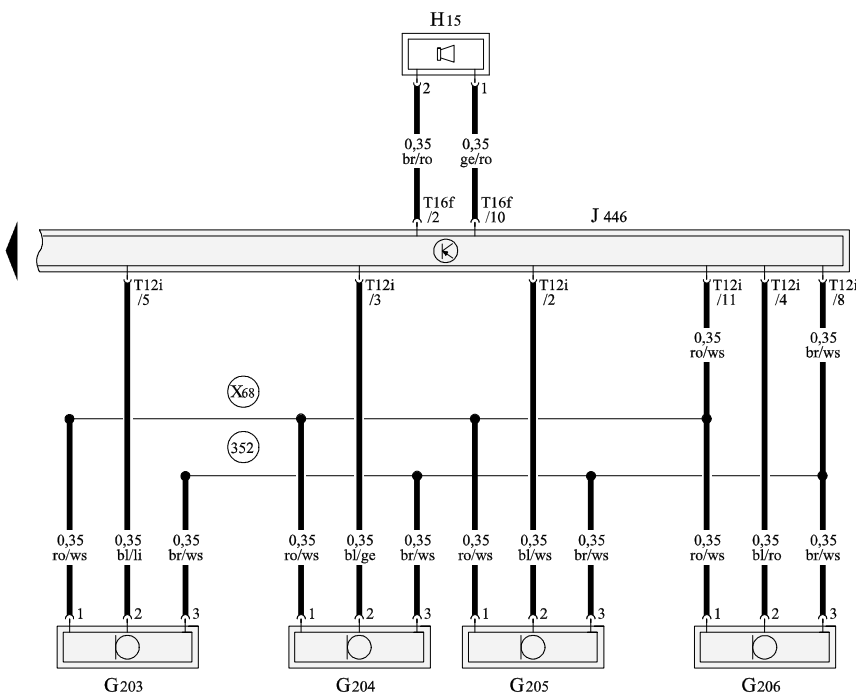 H15
2 1
0,35 0,35
br/ro ge/ro
T16f T16f
/2 /10
J 446
T12i T12i T12i T12i T12i T12i
/5 /3 /2 /11 /4 /8
0,35 0,35
ro/ws br/ws
X68
352
0,35 0,35 0,35 0,35 0,35 0,35 0,35 0,35 0,35 0,35 0,35 0,35
ro/ws bl/li br/ws ro/ws bl/ge br/ws ro/ws bl/ws br/ws ro/ws bl/ro br/ws
1 2 3 1 2 3 1 2 3 1 2 3
G203 G204 G205 G206